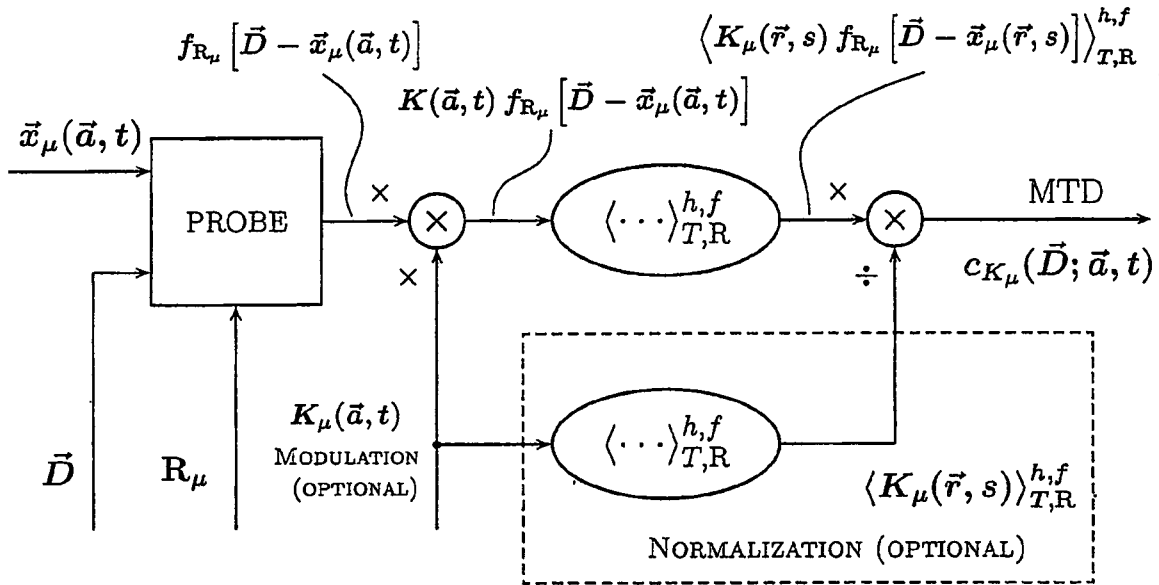 f_{R_μ}[D⃗ − x⃗_μ(a⃗, t)]
⟨K_μ(r⃗, s) f_{R_μ}[D⃗ − x⃗_μ(r⃗, s)]⟩^{h,f}_{T,R}
K(a⃗, t) f_{R_μ}[D⃗ − x⃗_μ(a⃗, t)]
x⃗_μ(a⃗, t)
PROBE
×
×
⟨···⟩^{h,f}_{T,R}
×
×
MTD
×
÷
c_{K_μ}(D⃗; a⃗, t)
K_μ(a⃗, t)
MODULATION
(OPTIONAL)
⟨···⟩^{h,f}_{T,R}
D⃗
R_μ
⟨K_μ(r⃗, s)⟩^{h,f}_{T,R}
NORMALIZATION (OPTIONAL)